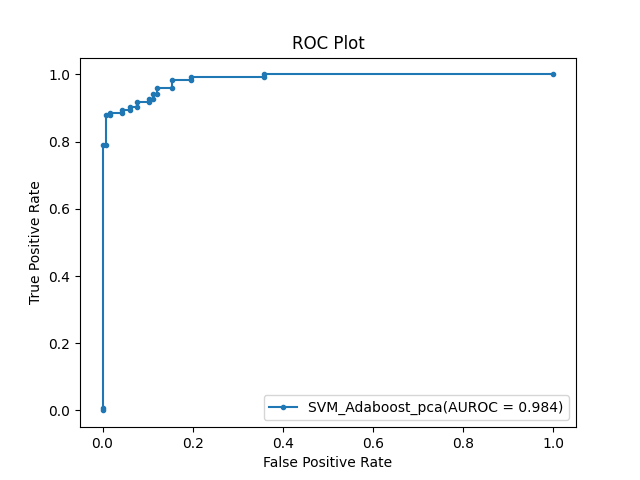 ROC Plot
True Positive Rate
1.0
0.8
0.6
0.4
0.2
0.0
SVM_Adaboost_pca(AUROC = 0.984)
0.0 0.2 0.4 0.6 0.8 1.0
False Positive Rate